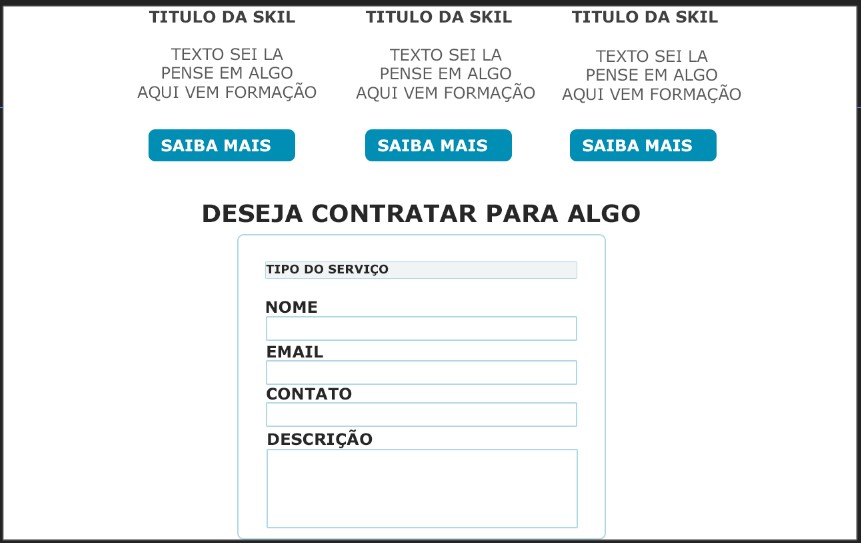 TITULO DA SKIL TITULO DA SKIL TITULO DA SKIL
TEXTO SEI LA TEXTO SEI LA TEXTO SEI LA
PENSE EM ALGO PENSE EM ALGO PENSE EM ALGO
AQUI VEM FORMAÇÃO AQUI VEM FORMAÇÃO AQUI VEM FORMAÇÃO
SAIBA MAIS SAIBA MAIS SAIBA MAIS
DESEJA CONTRATAR PARA ALGO
TIPO DO SERVIÇO
NOME
EMAIL
CONTATO
DESCRIÇÃO